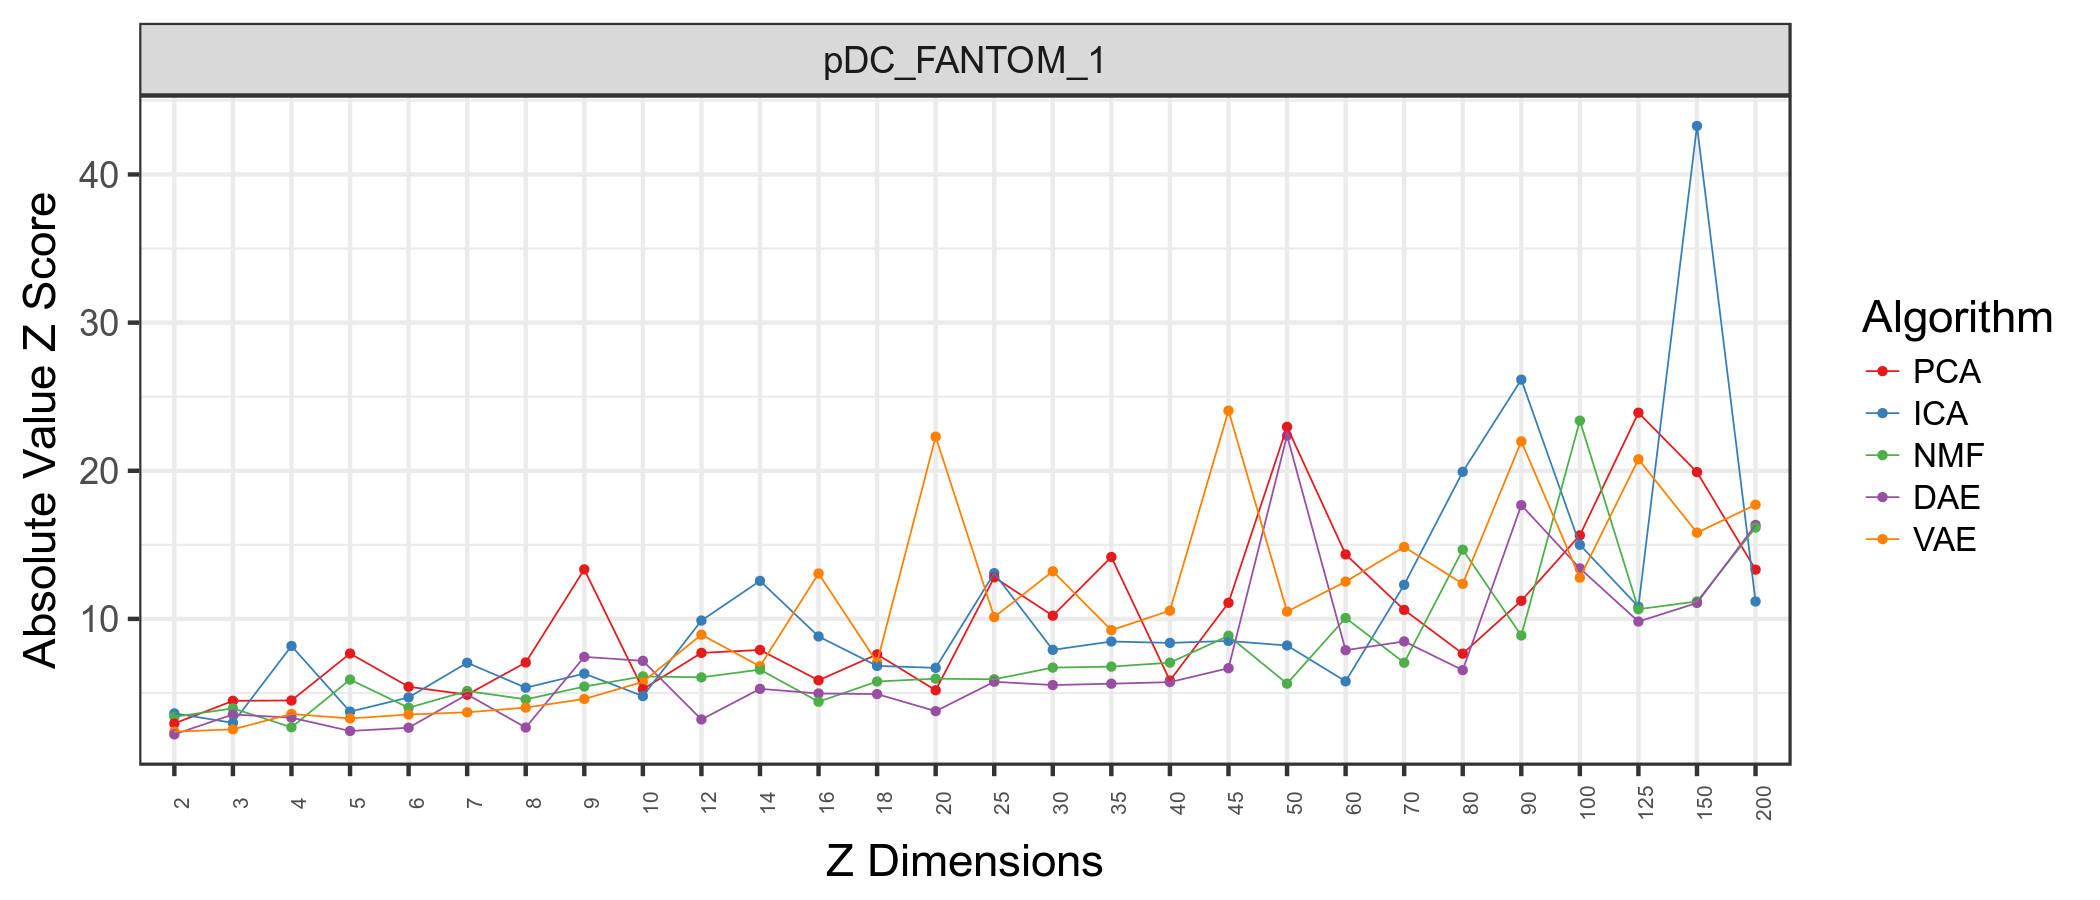 pDC_FANTOM_1
Absolute Value Z Score
40
30
20
10
2 3 4 5 6 7 8 9 10 12 14 16 18 20 25 30 35 40 45 50 60 70 80 90 100 125 150 200
Z Dimensions
Algorithm
PCA
ICA
NMF
DAE
VAE